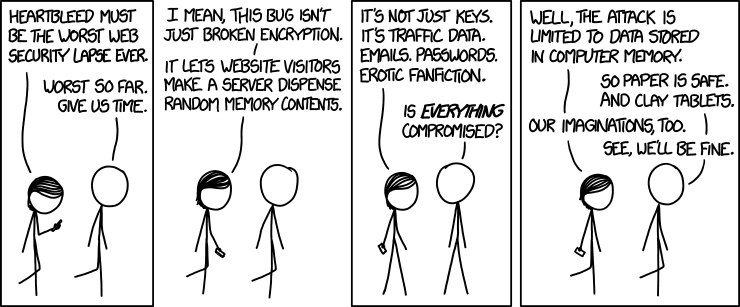 HEARTBLEED MUST
BE THE WORST WEB
SECURITY LAPSE EVER.
WORST SO FAR.
GIVE US TIME.
I MEAN, THIS BUG ISN'T
JUST BROKEN ENCRYPTION.
IT LETS WEBSITE VISITORS
MAKE A SERVER DISPENSE
RANDOM MEMORY CONTENTS.
IT'S NOT JUST KEYS.
IT'S TRAFFIC DATA.
EMAILS. PASSWORDS.
EROTIC FANFICTION.
IS EVERYTHING
COMPROMISED?
WELL, THE ATTACK IS
LIMITED TO DATA STORED
IN COMPUTER MEMORY.
SO PAPER IS SAFE.
AND CLAY TABLETS.
OUR IMAGINATIONS, TOO.
SEE, WE'LL BE FINE.